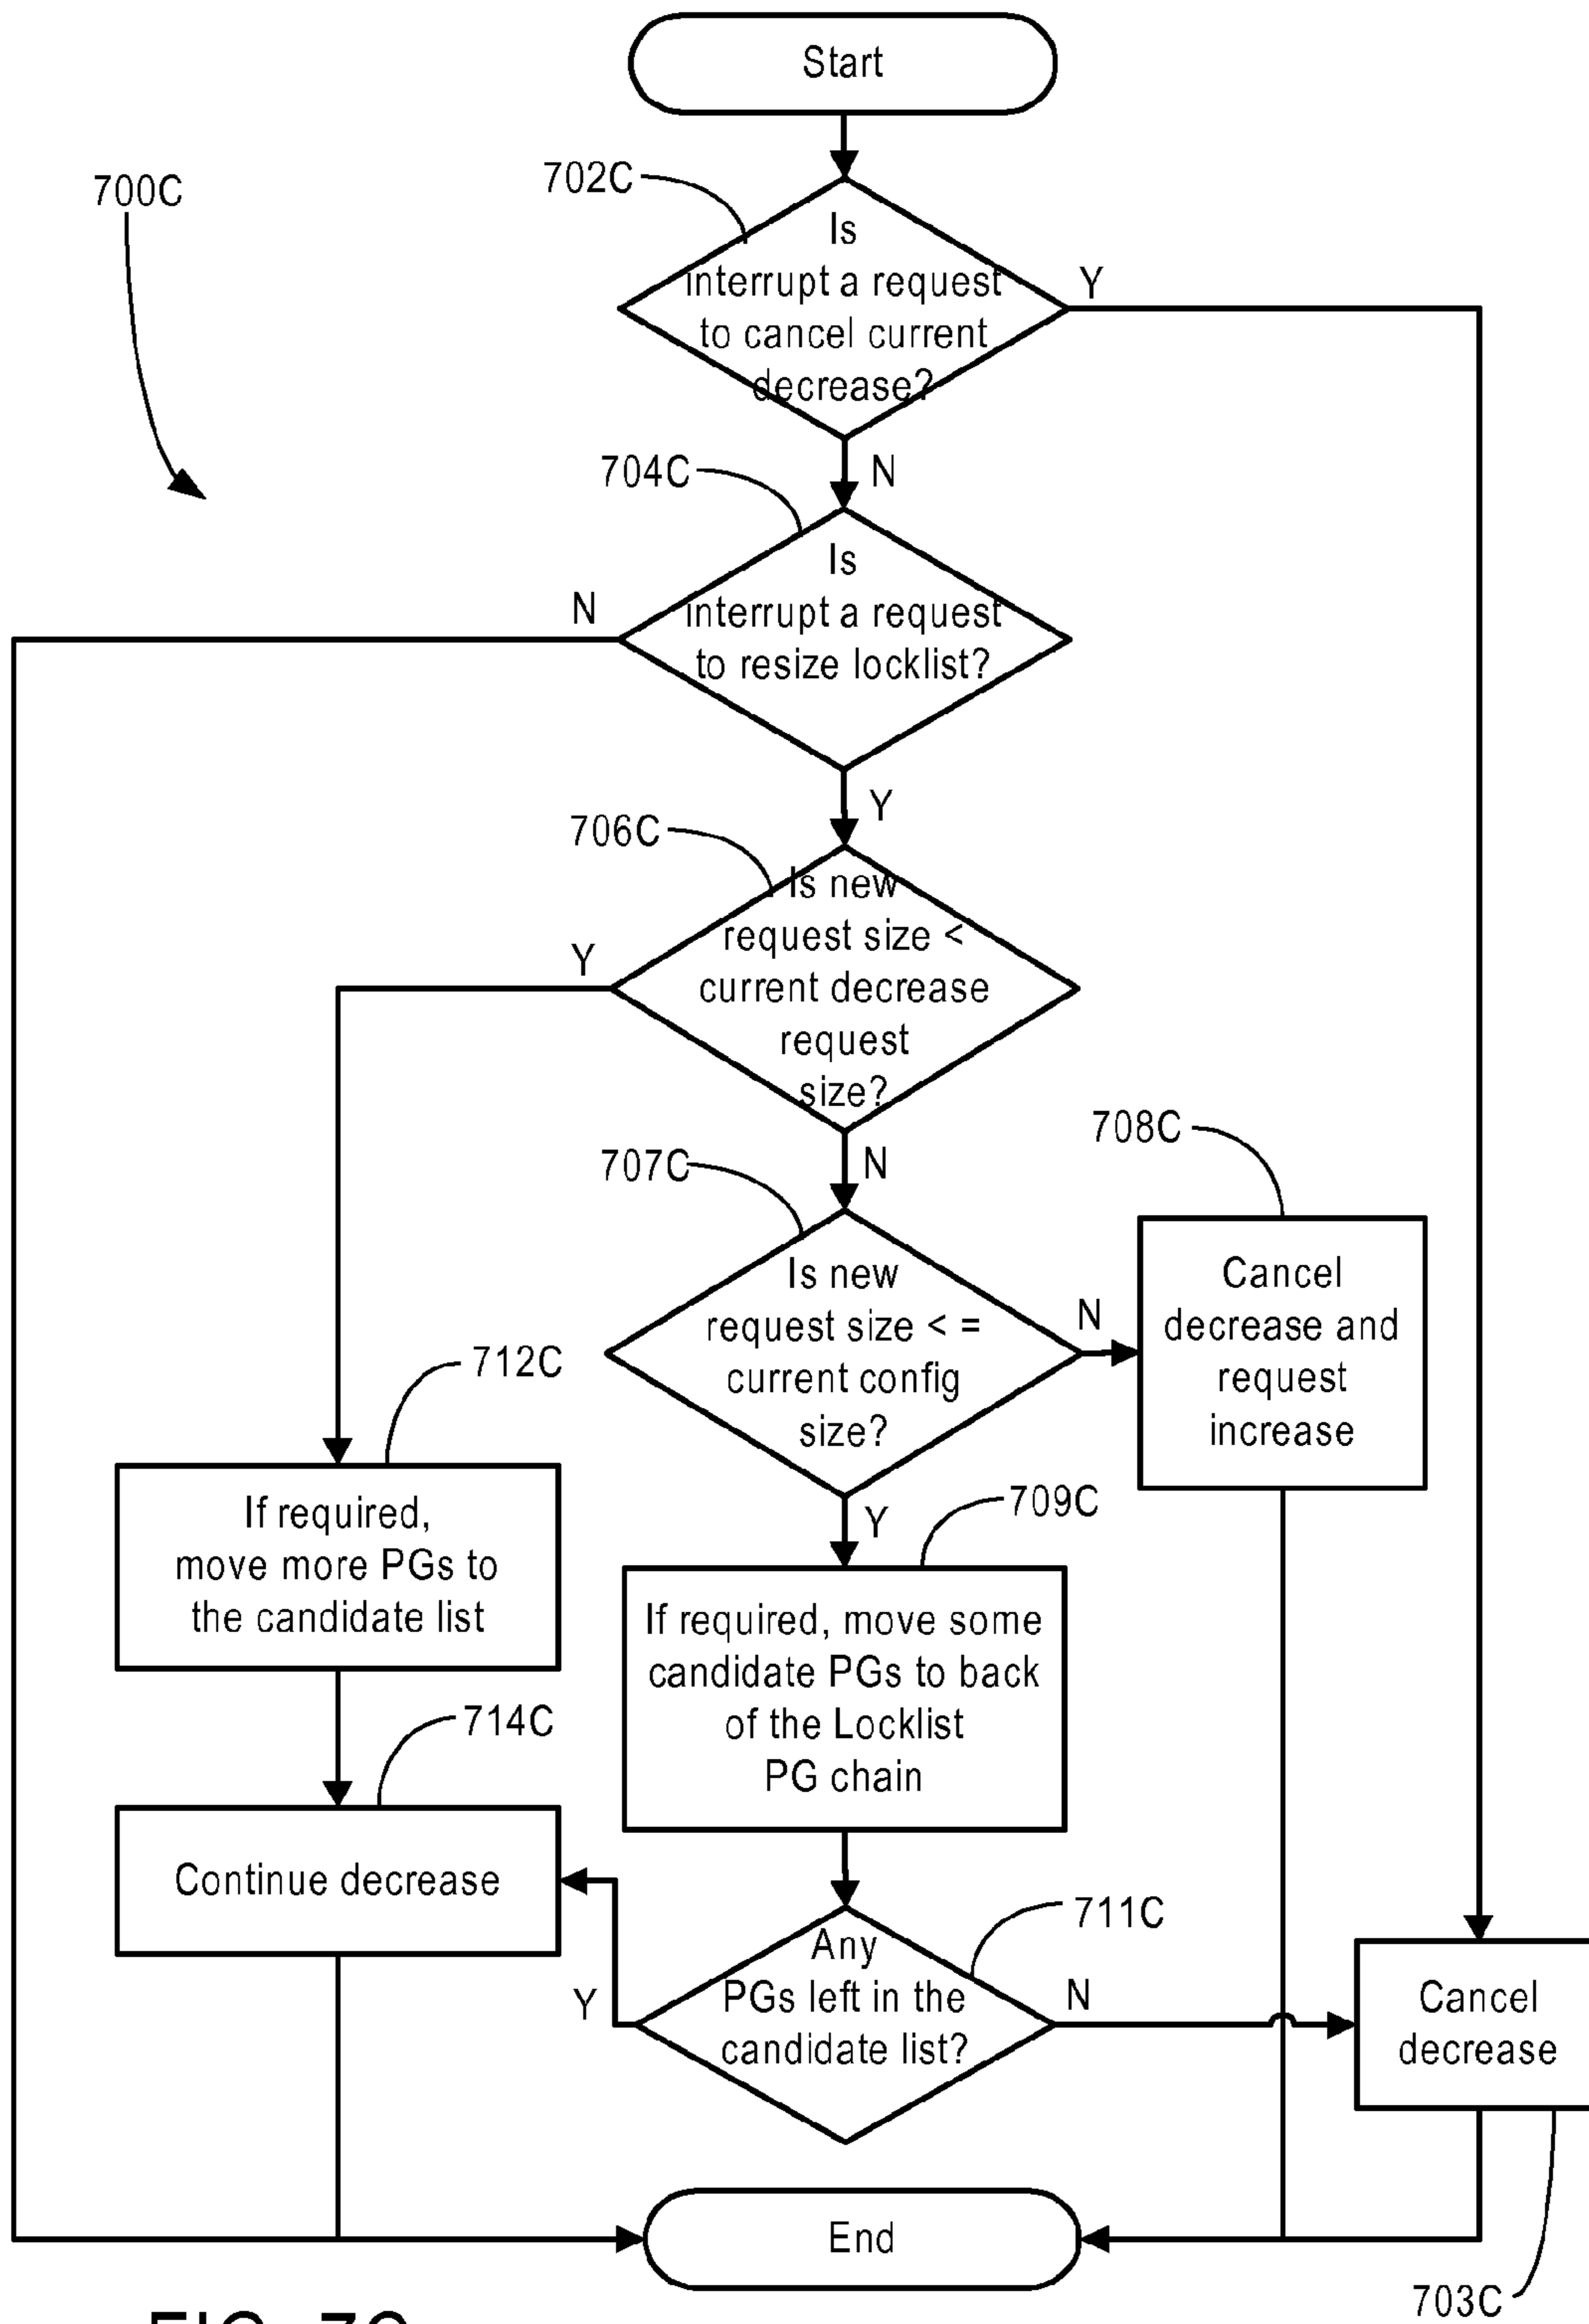 Start
700C
702C
Is
interrupt a request
to cancel current
decrease?
Y
N
704C
Is
interrupt a request
to resize locklist?
N
Y
706C
Is new
request size <
current decrease
request
size?
Y
N
707C
Is new
request size < =
current config
size?
N
Y
708C
Cancel
decrease and
request
increase
712C
If required,
move more PGs to
the candidate list
709C
If required, move some
candidate PGs to back
of the Locklist
PG chain
714C
Continue decrease
711C
Any
PGs left in the
candidate list?
Y
N
Cancel
decrease
703C
End